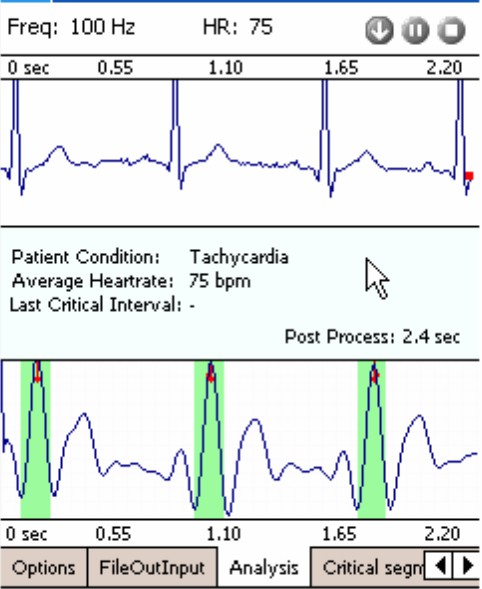 Freq: 100 Hz HR: 75
0 sec 0.55 1.10 1.65 2.20
Patient Condition: Tachycardia
Average Heartrate: 75 bpm
Last Critical Interval: -
Post Process: 2.4 sec
0 sec 0.55 1.10 1.65 2.20
Options FileOutInput Analysis Critical segm